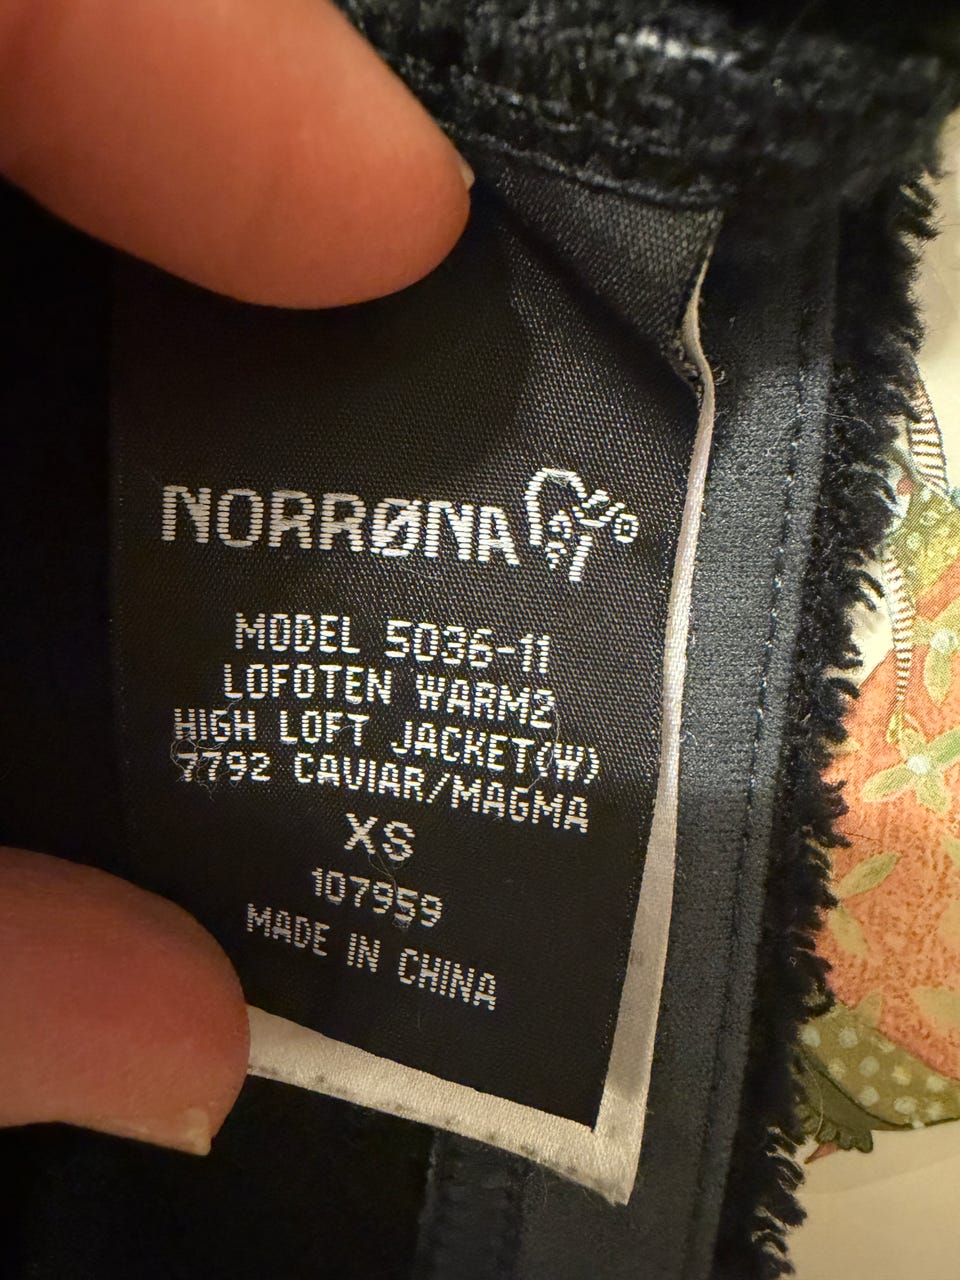 NORRØNA
MODEL 5036-11
LOFOTEN WARM2
HIGH LOFT JACKET(W)
7792 CAVIAR/MAGMA
XS
107959
MADE IN CHINA